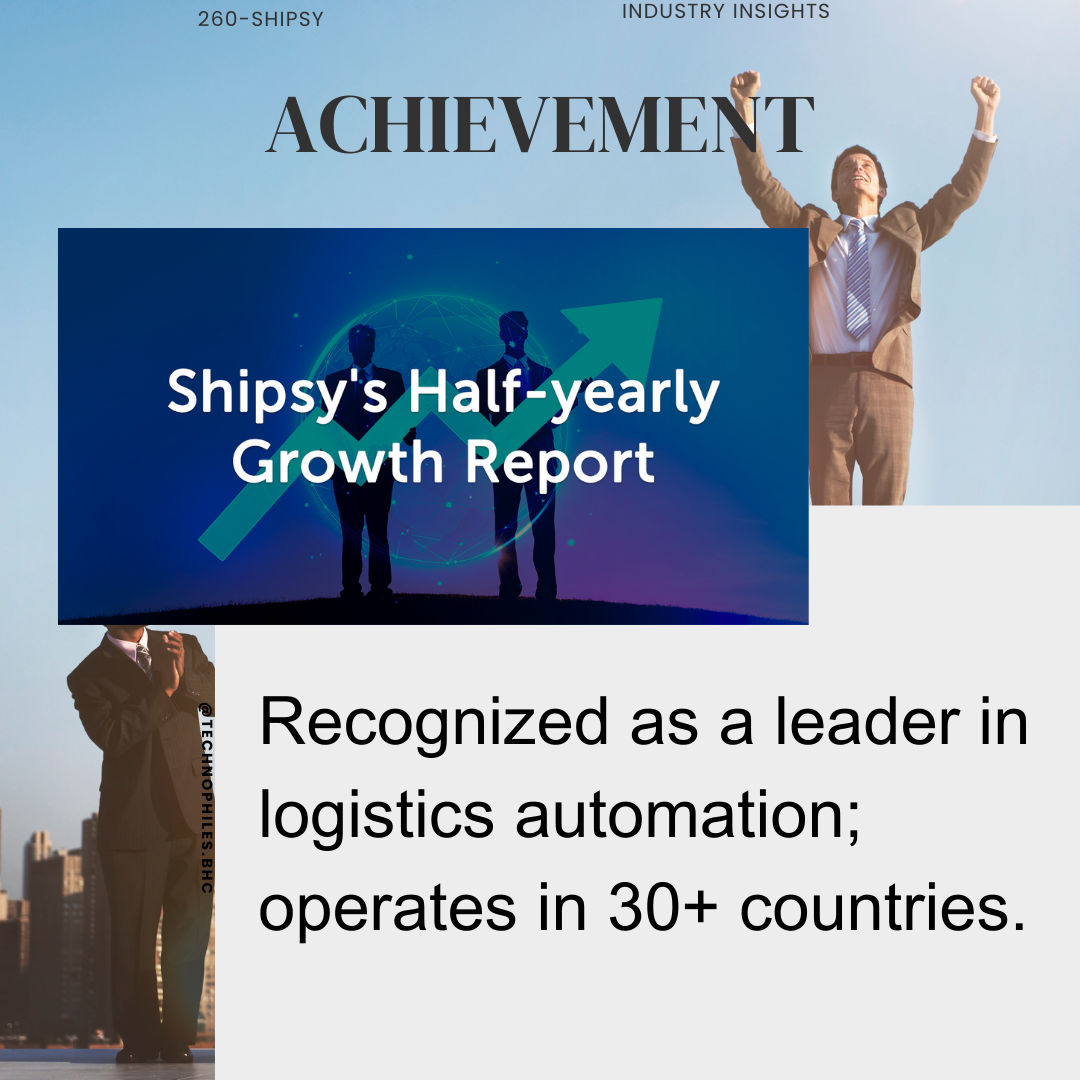 260-SHIPSY
INDUSTRY INSIGHTS
ACHIEVEMENT
Shipsy's Half-yearly
Growth Report
@TECHNOPHILES.BHC
Recognized as a leader in
logistics automation;
operates in 30+ countries.